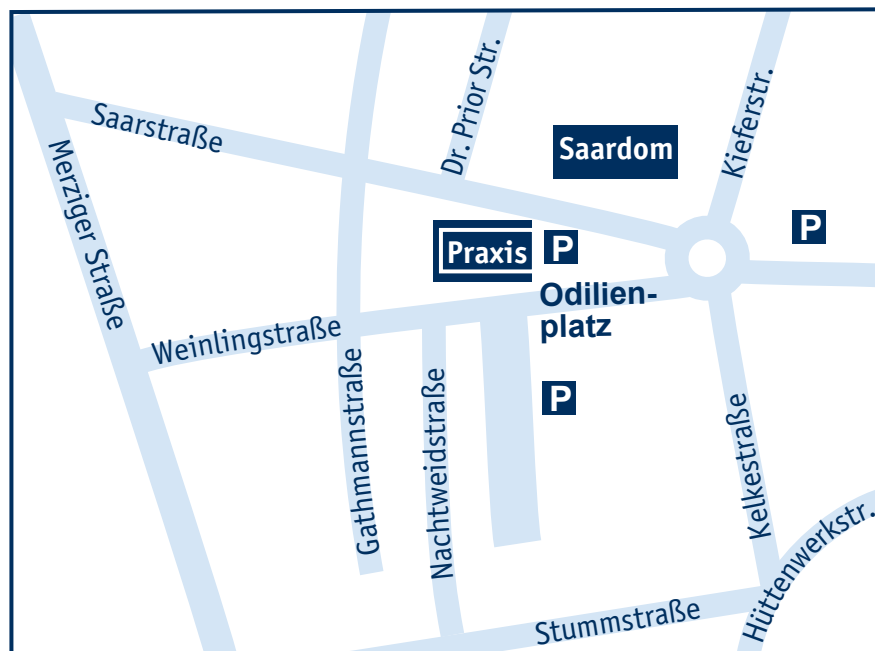 Dr. Prior Str.
Kieferstr.
Saarstraße
Saardom
Merziger Straße
P
Praxis
P
Odilien-
platz
Weinlingstraße
Gathmannstraße
Nachtweidstraße
P
Kelkestraße
Hüttenwerkstr.
Stummstraße